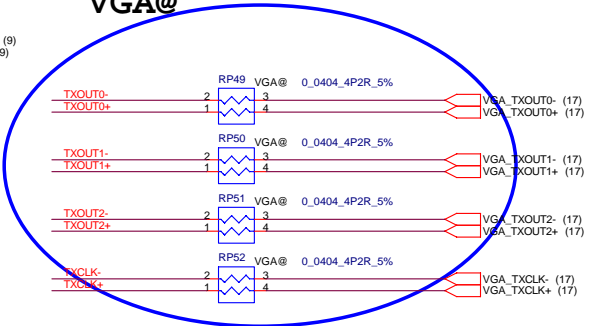 VGA@
(9)
9)
RP49 VGA@ 0_0404_4P2R_5%
TXOUT0- 2 3 VGA_TXOUT0- (17)
TXOUT0+ 1 4 VGA_TXOUT0+ (17)
RP50 VGA@ 0_0404_4P2R_5%
TXOUT1- 2 3 VGA_TXOUT1- (17)
TXOUT1+ 1 4 VGA_TXOUT1+ (17)
RP51 VGA@ 0_0404_4P2R_5%
TXOUT2- 2 3 VGA_TXOUT2- (17)
TXOUT2+ 1 4 VGA_TXOUT2+ (17)
RP52 VGA@ 0_0404_4P2R_5%
TXCLK- 2 3 VGA_TXCLK- (17)
TXCLK+ 1 4 VGA_TXCLK+ (17)